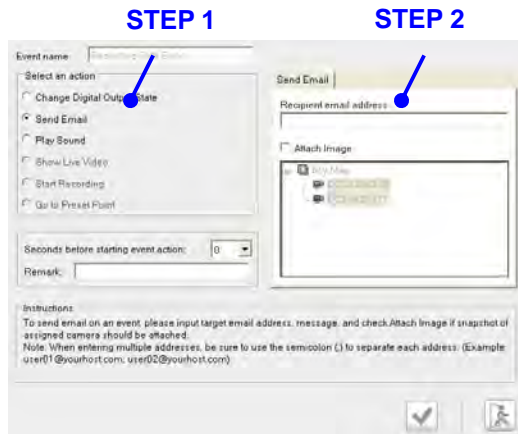 STEP 1
STEP 2
Event name
Select an action
Change Digital Output State
Send Email
Play Sound
Show Live Video
Start Recording
Go to Preset Point
Seconds before starting event action: 0
Remark:
Send Email
Recipient email address
Attach Image
My Map
Instructions
To send email on an event, please input target email address, message, and check Attach Image if snapshot of
assigned camera should be attached.
Note: When entering multiple addresses, be sure to use the semicolon (;) to separate each address. (Example:
user01@yourhost.com; user02@yourhost.com)